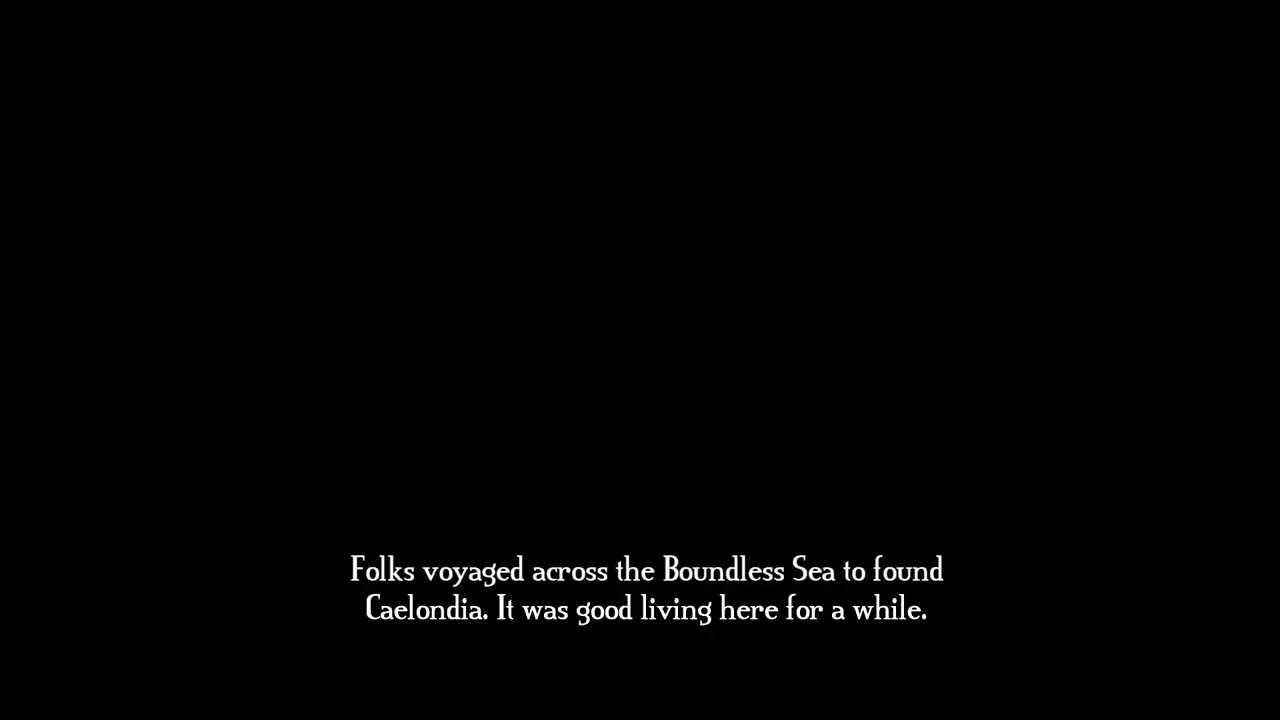 Folks voyaged across the Boundless Sea to found
Caelondia. It was good living here for a while.